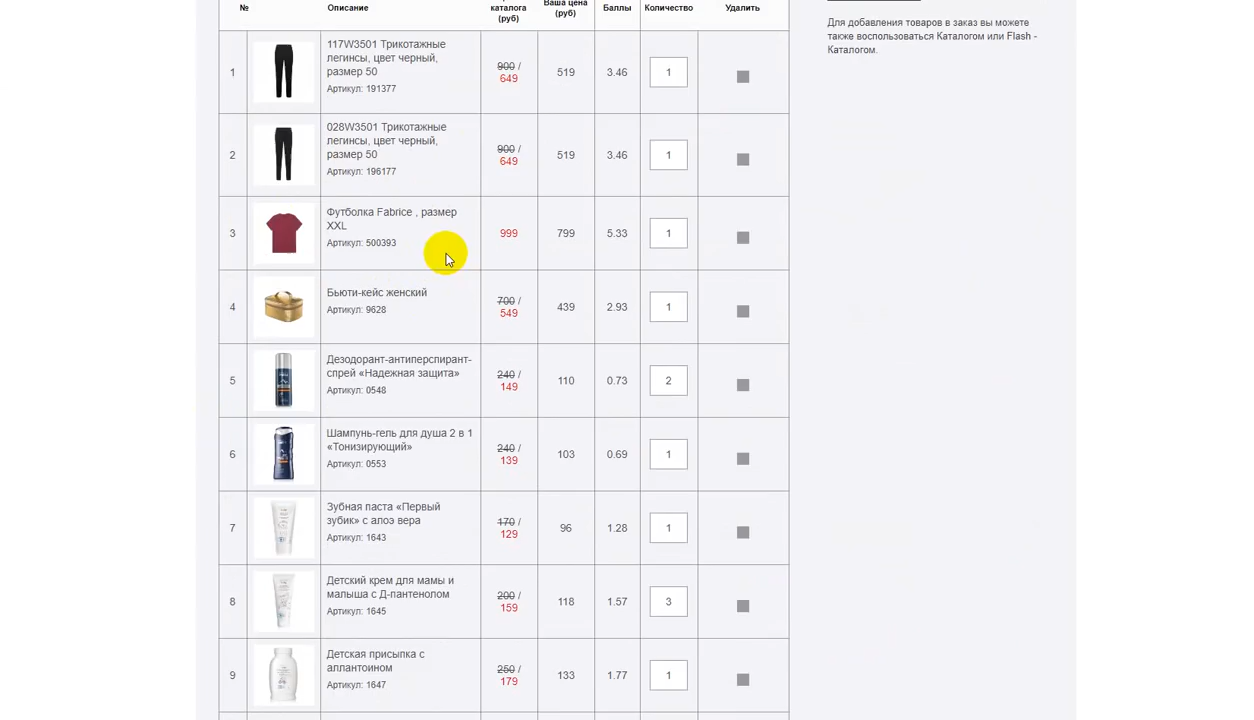 №
Описание
каталога
(руб)
Ваша цена
(руб)
Баллы
Количество
Удалить
Для добавления товаров в заказ вы можете
также воспользоваться Каталогом или Flash -
Каталогом.
1
117W3501 Трикотажные
легинсы, цвет черный,
размер 50
Артикул: 191377
900 /
649
519
3.46
1
2
028W3501 Трикотажные
легинсы, цвет черный,
размер 50
Артикул: 196177
900 /
649
519
3.46
1
3
Футболка Fabrice , размер
XXL
Артикул: 500393
999
799
5.33
1
4
Бьюти-кейс женский
Артикул: 9628
700 /
549
439
2.93
1
5
Дезодорант-антиперспирант-
спрей «Надежная защита»
Артикул: 0548
240 /
149
110
0.73
2
6
Шампунь-гель для душа 2 в 1
«Тонизирующий»
Артикул: 0553
240 /
139
103
0.69
1
7
Зубная паста «Первый
зубик» с алоэ вера
Артикул: 1643
170 /
129
96
1.28
1
8
Детский крем для мамы и
малыша с Д-пантенолом
Артикул: 1645
200 /
159
118
1.57
3
9
Детская присыпка с
аллантоином
Артикул: 1647
250 /
179
133
1.77
1